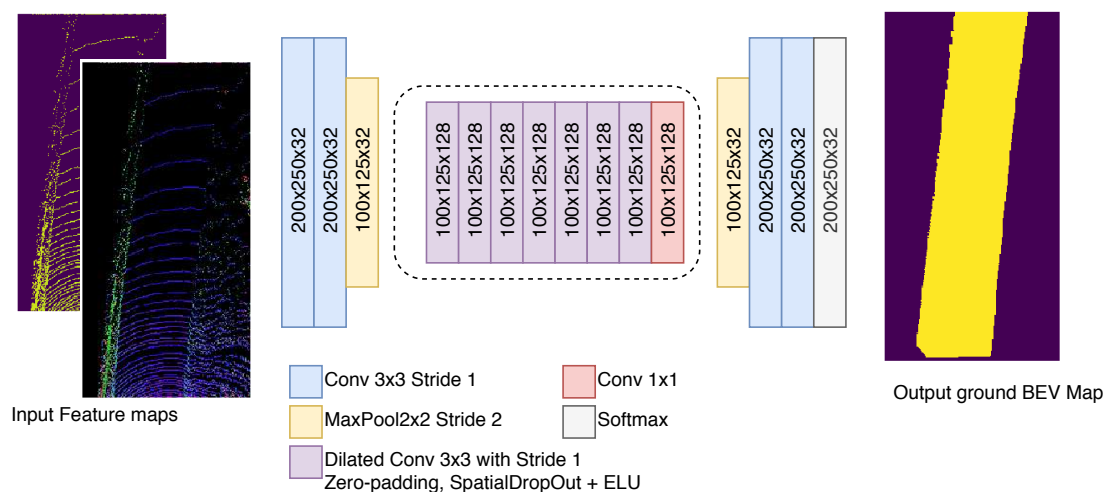 200x250x32
200x250x32
100x125x32
100x125x128
100x125x128
100x125x128
100x125x128
100x125x128
100x125x128
100x125x128
100x125x128
100x125x32
200x250x32
200x250x32
200x250x32
Input Feature maps
Output ground BEV Map
Conv 3x3 Stride 1
Conv 1x1
MaxPool2x2 Stride 2
Softmax
Dilated Conv 3x3 with Stride 1
Zero-padding, SpatialDropOut + ELU